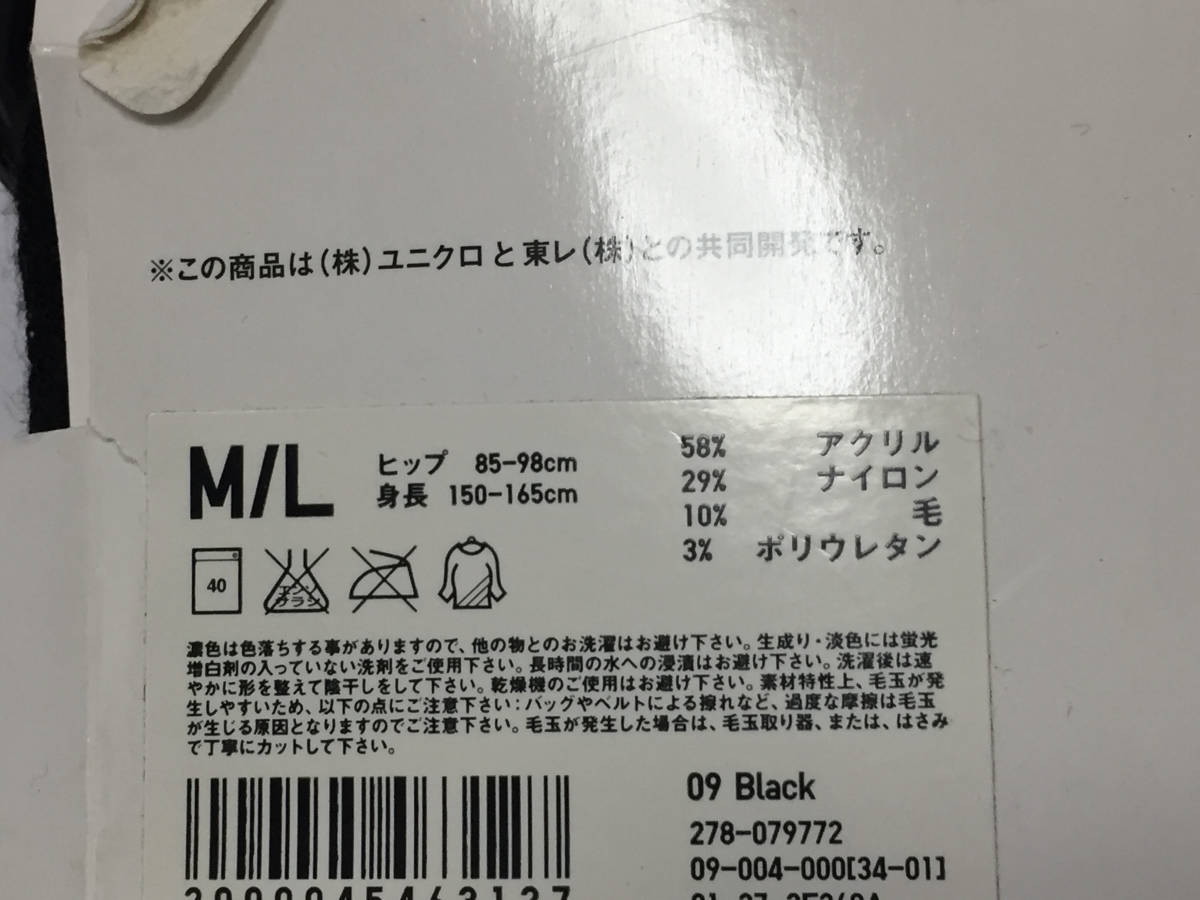 ※この商品は(株)ユニクロと東レ(株)との共同開発です。
M/L
ヒップ 85-98cm
身長 150-165cm
58% アクリル
29% ナイロン
10% 毛
3% ポリウレタン
40
エンソ
ケラシ
濃色は色落ちする事がありますので、他の物とのお洗濯はお避け下さい。生成り・淡色には蛍光
増白剤の入っていない洗剤をご使用下さい。長時間の水への浸漬はお避け下さい。洗濯後は速
やかに形を整えて陰干しをして下さい。乾燥機のご使用はお避け下さい。素材特性上、毛玉が発
生しやすいため、以下の点にご注意下さい：バッグやベルトによる擦れなど、過度な摩擦は毛玉
が生じる原因となりますのでご注意下さい。毛玉が発生した場合は、毛玉取り器、または、はさみ
で丁寧にカットして下さい。
09 Black
278-079772
09-004-000[34-01]
2000045463127